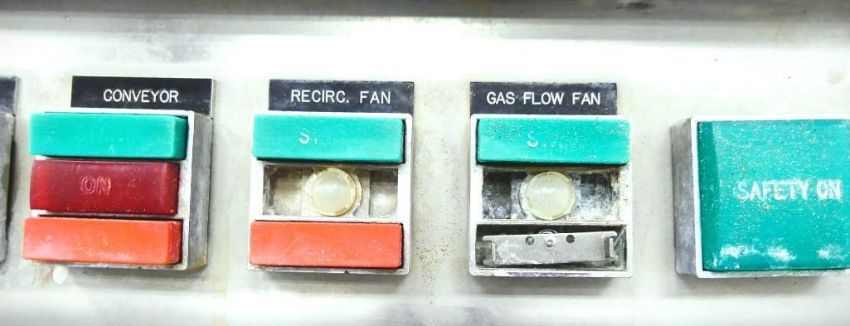 CONVEYOR
RECIRC. FAN
GAS FLOW FAN
ON
SAFETY ON